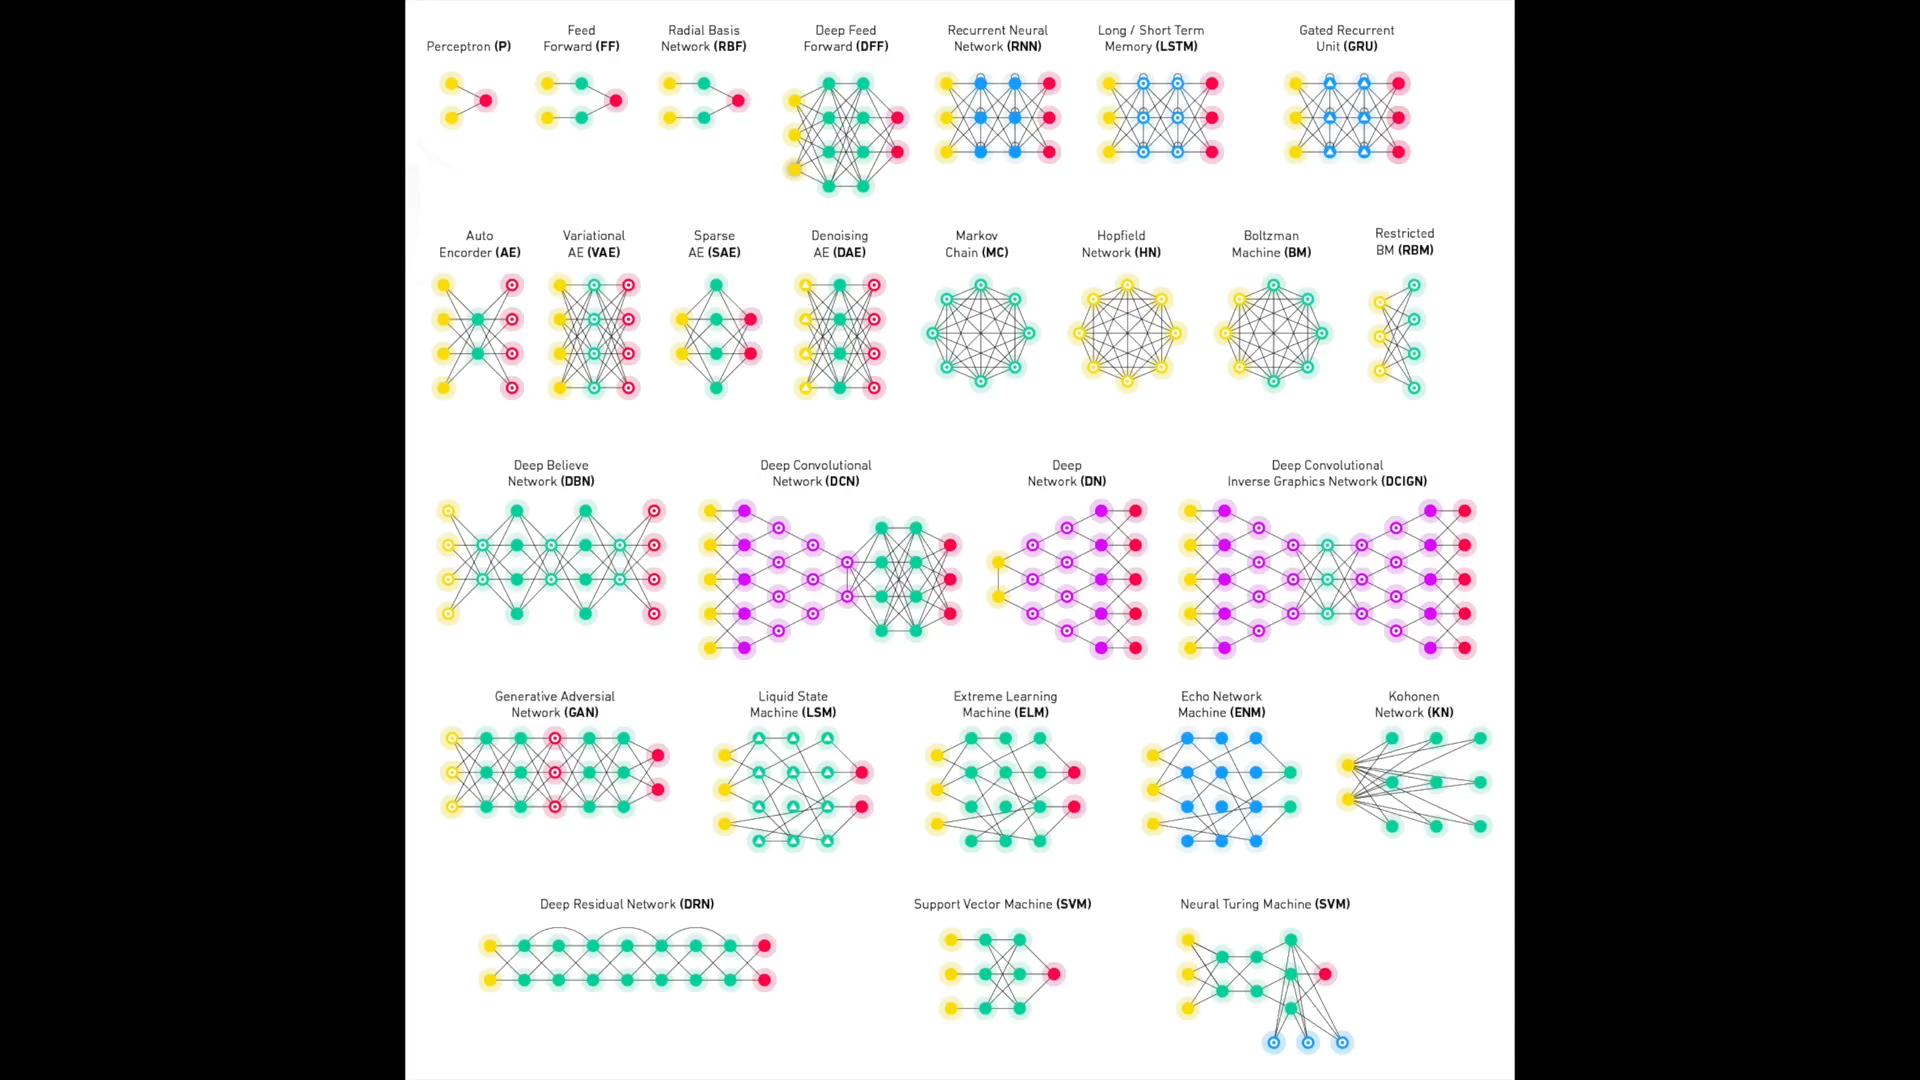 Perceptron (P)
Feed
Forward (FF)
Radial Basis
Network (RBF)
Deep Feed
Forward (DFF)
Recurrent Neural
Network (RNN)
Long / Short Term
Memory (LSTM)
Gated Recurrent
Unit (GRU)
Auto
Encorder (AE)
Variational
AE (VAE)
Sparse
AE (SAE)
Denoising
AE (DAE)
Markov
Chain (MC)
Hopfield
Network (HN)
Boltzman
Machine (BM)
Restricted
BM (RBM)
Deep Believe
Network (DBN)
Deep Convolutional
Network (DCN)
Deep
Network (DN)
Deep Convolutional
Inverse Graphics Network (DCIGN)
Generative Adversial
Network (GAN)
Liquid State
Machine (LSM)
Extreme Learning
Machine (ELM)
Echo Network
Machine (ENM)
Kohonen
Network (KN)
Deep Residual Network (DRN)
Support Vector Machine (SVM)
Neural Turing Machine (SVM)